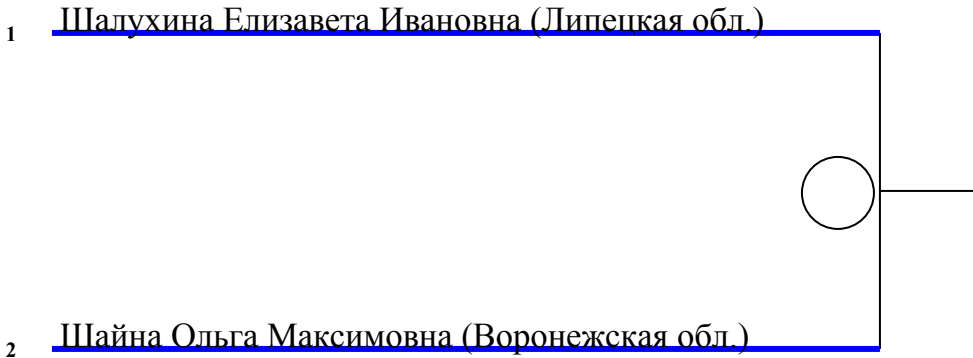 1 Шалухина Елизавета Ивановна (Липецкая обл.)
2 Шайна Ольга Максимовна (Воронежская обл.)